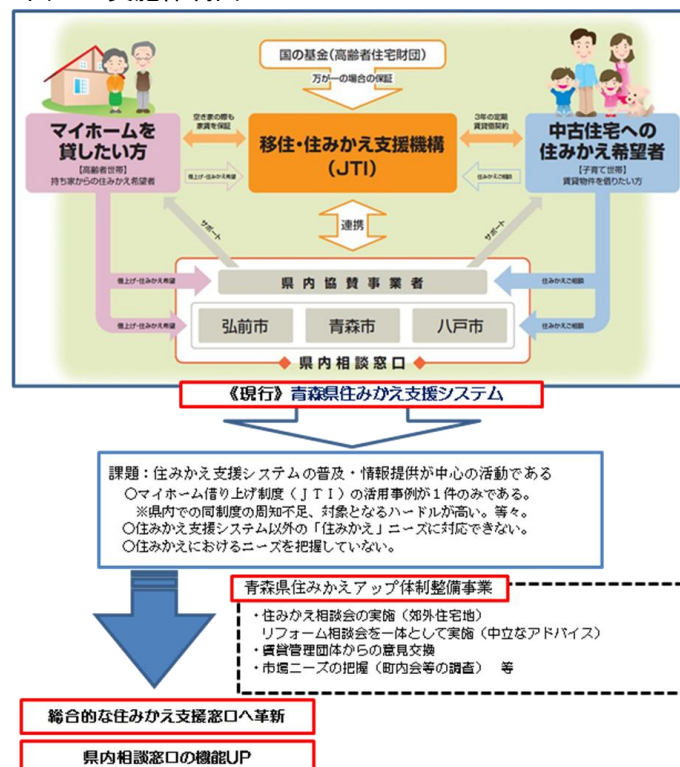 国の基金(高齢者住宅財団)
万が一の場合の保証
マイホームを
貸したい方
【高齢者世帯】
持ち家からの住みかえ希望者
空き家の際も
家賃を保証
借上げ・住みかえ希望
移住・住みかえ支援機構
(JTI)
3年の定期
賃貸借契約
住みかえご相談
中古住宅への
住みかえ希望者
【子育て世帯】
賃貸物件を借りたい方
サポート
連携
サポート
借上げ・住みかえ希望
県内協賛事業者
住みかえご相談
借上げ・住みかえ希望
弘前市
青森市
八戸市
住みかえご相談
◆県内相談窓口◆
《現行》青森県住みかえ支援システム
課題：住みかえ支援システムの普及・情報提供が中心の活動である
○マイホーム借り上げ制度（ＪＴＩ）の活用事例が１件のみである。
※県内での同制度の周知不足、対象となるハードルが高い。等々。
○住みかえ支援システム以外の「住みかえ」ニーズに対応できない。
○住みかえにおけるニーズを把握していない。
青森県住みかえアップ体制整備事業
・住みかえ相談会の実施（郊外住宅地）
リフォーム相談会を一体として実施（中立なアドバイス）
・賃貸管理団体からの意見交換
・市場ニーズの把握（町内会等の調査）　等
総合的な住みかえ支援窓口へ革新
県内相談窓口の機能UP